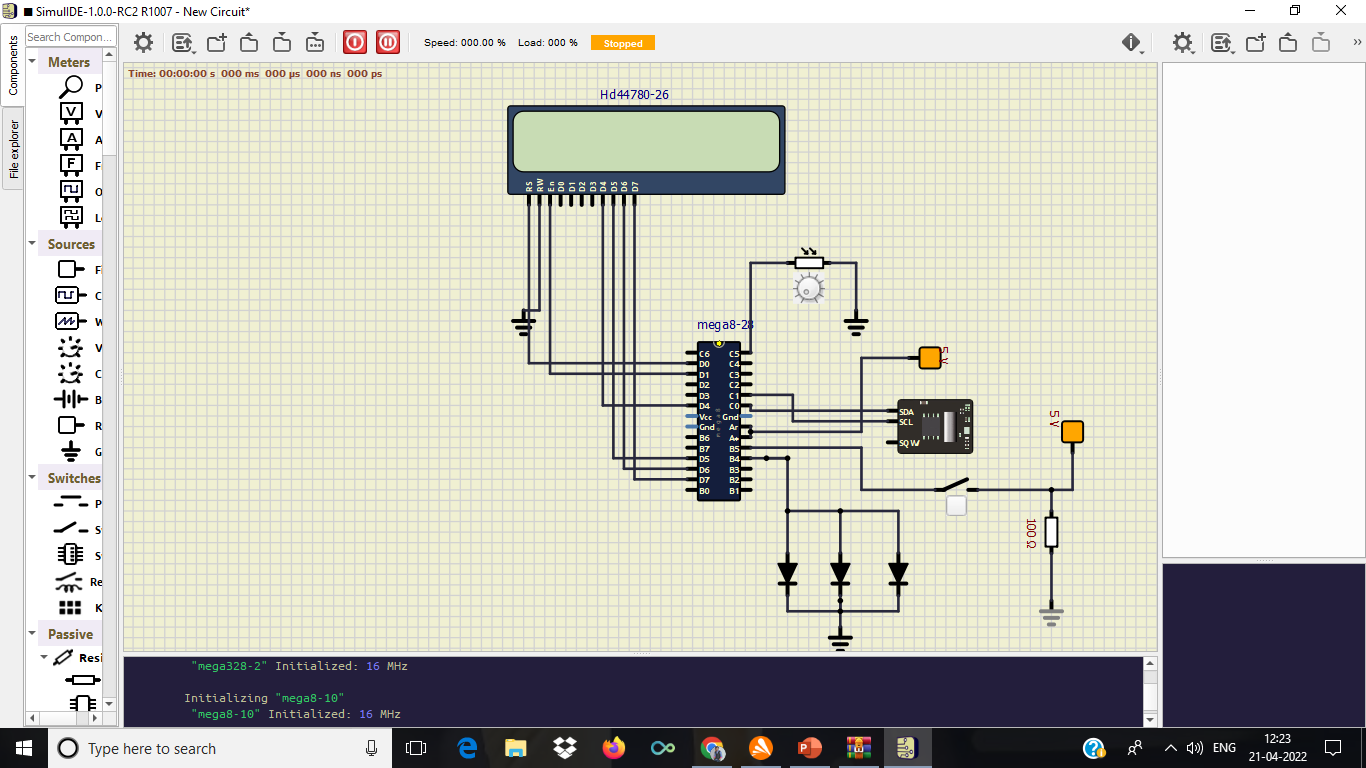 SimulIDE-1.0.0-RC2 R1007 - New Circuit*
Components
File explorer
Search Compon...
Speed: 000.00 % Load: 000 % Stopped
»
Time: 00:00:00 s 000 ms 000 µs 000 ns 000 ps
Meters
P
V V
A A
F F
O
L
Sources
Fi
C
W
V
C
B
R
G
Switches
P
S
S
Re
K
Passive
Resi
Hd44780-26
RS RW En D0 D1 D2 D3 D4 D5 D6 D7
mega8-28
C6 C5
D0 C4
D1 C3
D2 C2
D3 C1
D4 C0
Vcc Gnd
Gnd Ar
B6 A+
B7 B5
D5 B4
D6 B3
D7 B2
B0 B1
SDA
SCL
SQW
5 V
5 V
100 Ω
"mega328-2" Initialized: 16 MHz
Initializing "mega8-10"
"mega8-10" Initialized: 16 MHz
Type here to search
ENG
12:23
21-04-2022